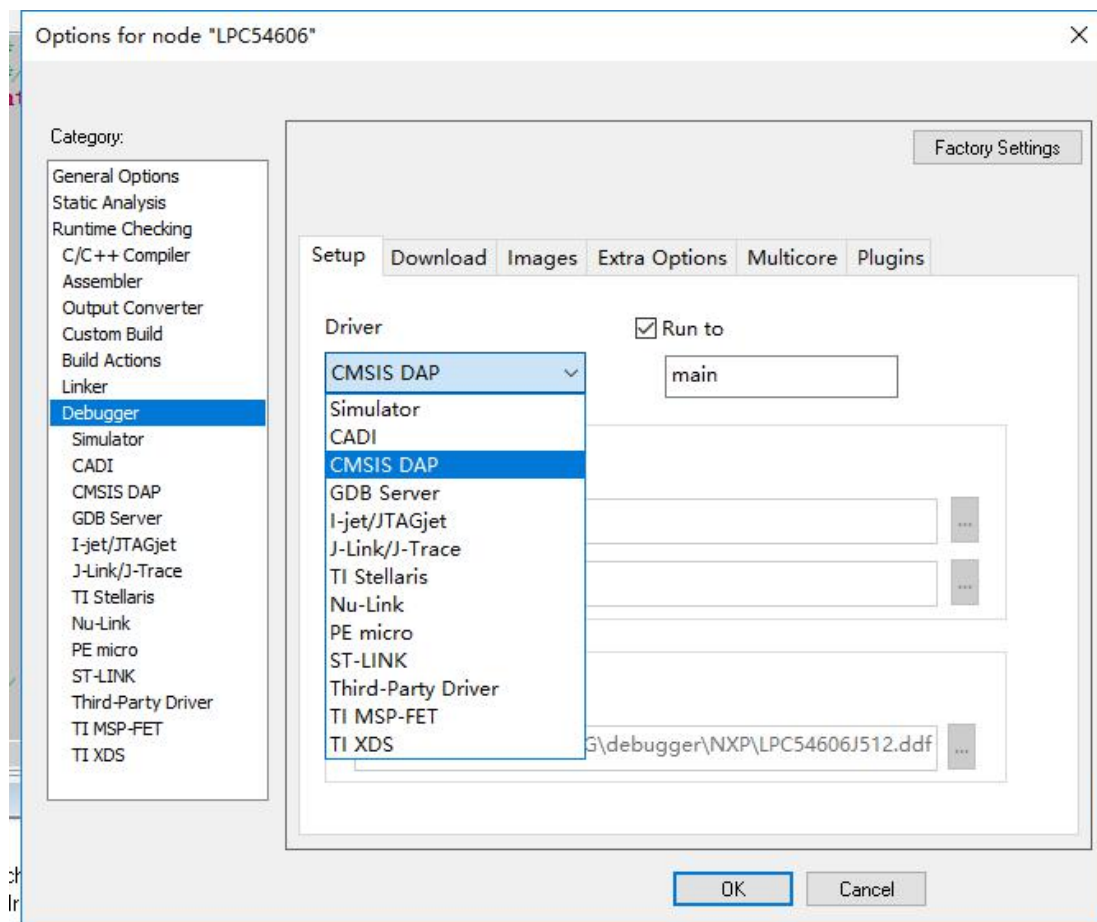 Options for node "LPC54606"
Category:
Factory Settings
General Options
Static Analysis
Runtime Checking
C/C++ Compiler
Assembler
Output Converter
Custom Build
Build Actions
Linker
Debugger
Simulator
CADI
CMSIS DAP
GDB Server
I-jet/JTAGjet
J-Link/J-Trace
TI Stellaris
Nu-Link
PE micro
ST-LINK
Third-Party Driver
TI MSP-FET
TI XDS
Setup Download Images Extra Options Multicore Plugins
Driver
Run to
CMSIS DAP
main
Simulator
CADI
CMSIS DAP
GDB Server
I-jet/JTAGjet
J-Link/J-Trace
TI Stellaris
Nu-Link
PE micro
ST-LINK
Third-Party Driver
TI MSP-FET
TI XDS
...
...
G\debugger\NXP\LPC54606J512.ddf
...
OK
Cancel